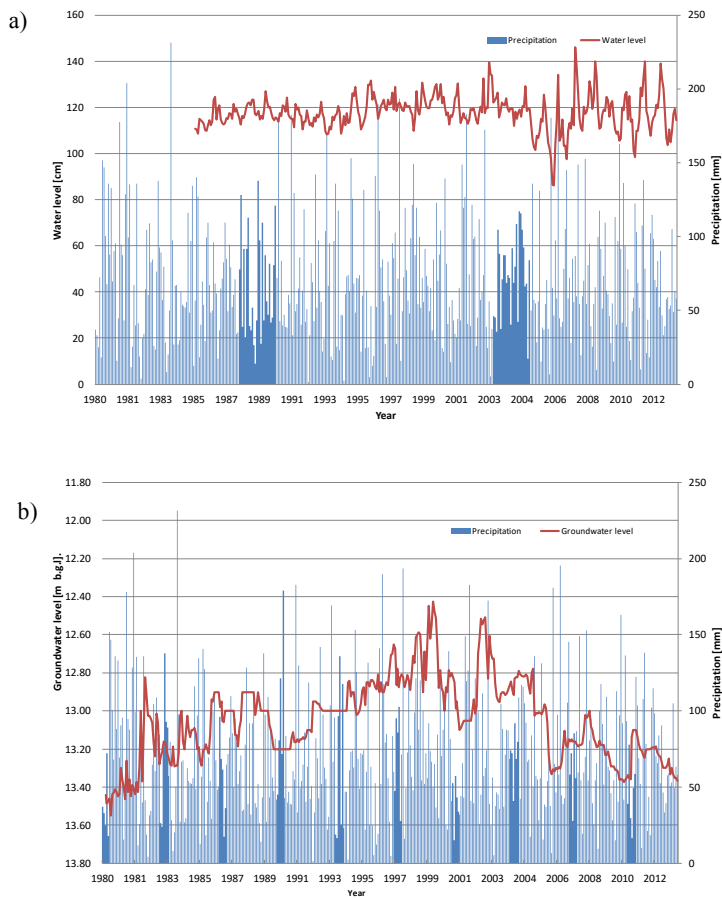 a)
160
140
120
100
80
60
40
20
0
Water level [cm]
Precipitation
Water level
250
200
150
100
50
0
Precipitation [mm]
1980 1981 1983 1985 1987 1989 1991 1993 1995 1997 1999 2001 2003 2004 2006 2008 2010 2012
Year
b)
11.80
12.00
12.20
12.40
12.60
12.80
13.00
13.20
13.40
13.60
13.80
Groundwater level [m b.g.l].
Precipitation
Groundwater level
250
200
150
100
50
0
Precipitation [mm]
1980 1981 1983 1985 1987 1989 1991 1993 1995 1997 1999 2001 2003 2004 2006 2008 2010 2012
Year